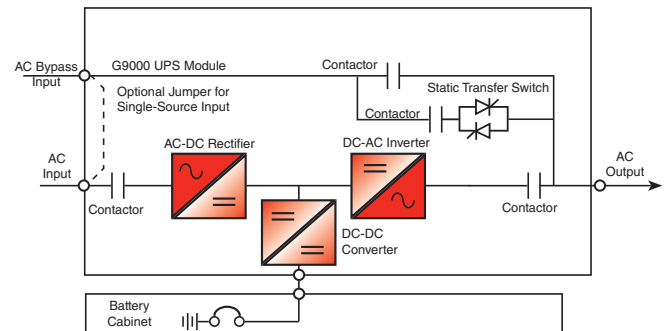 AC Bypass
Input
G9000 UPS Module
Contactor
Optional Jumper for
Single-Source Input
Static Transfer Switch
Contactor
AC-DC Rectifier
DC-AC Inverter
AC
Input
AC
Output
Contactor
Contactor
DC-DC
Converter
Battery
Cabinet